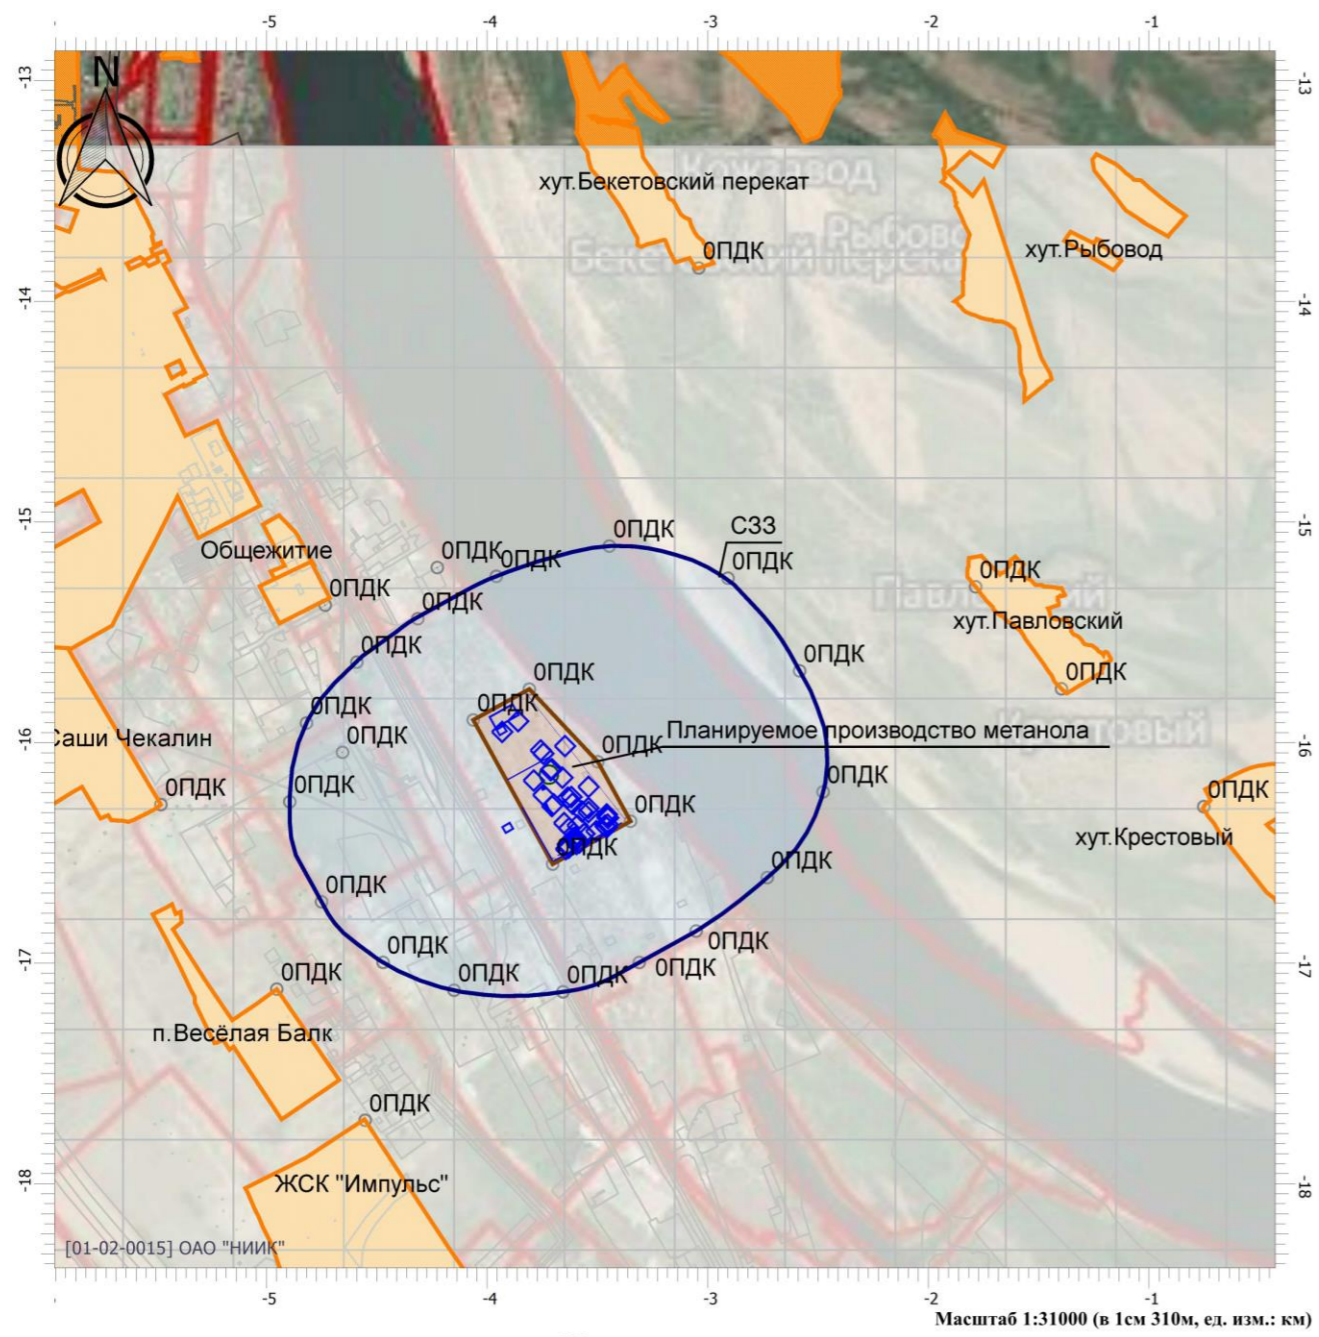 -5 -4 -3 -2 -1
-13 -13
N
Кожзавод
хут.Бекетовский перекат
хут.Рыбовод
0ПДК
-14 -14
-15 -15
0ПДК
СЗЗ
0ПДК
0ПДК
Общежитие
0ПДК
0ПДК
0ПДК
Павловский
0ПДК
хут.Павловский
0ПДК
0ПДК
0ПДК
0ПДК
0ПДК
0ПДК
Крестовый
Планируемое производство метанола
-16 -16
Саши Чекалин
0ПДК
0ПДК
0ПДК
0ПДК
0ПДК
0ПДК
0ПДК
хут.Крестовый
0ПДК
0ПДК
0ПДК
0ПДК
-17 -17
0ПДК
0ПДК
0ПДК
0ПДК
0ПДК
п.Весёлая Балк
0ПДК
-18 -18
ЖСК "Импульс"
[01-02-0015] ОАО "НИИК"
-5 -4 -3 -2 -1
Масштаб 1:31000 (в 1см 310м, ед. изм.: км)